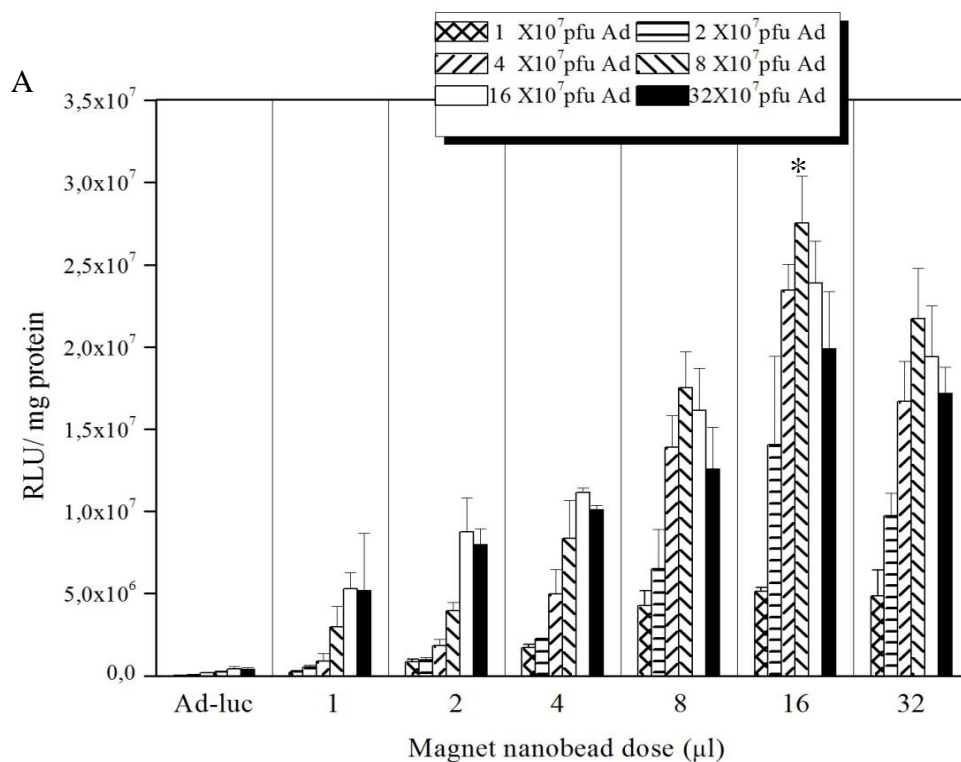 1 X10⁷pfu Ad 2 X10⁷pfu Ad
4 X10⁷pfu Ad 8 X10⁷pfu Ad
16 X10⁷pfu Ad 32X10⁷pfu Ad
A
3,5x10⁷
3,0x10⁷
2,5x10⁷
2,0x10⁷
1,5x10⁷
1,0x10⁷
5,0x10⁶
0,0
RLU/ mg protein
*
Ad-luc 1 2 4 8 16 32
Magnet nanobead dose (µl)